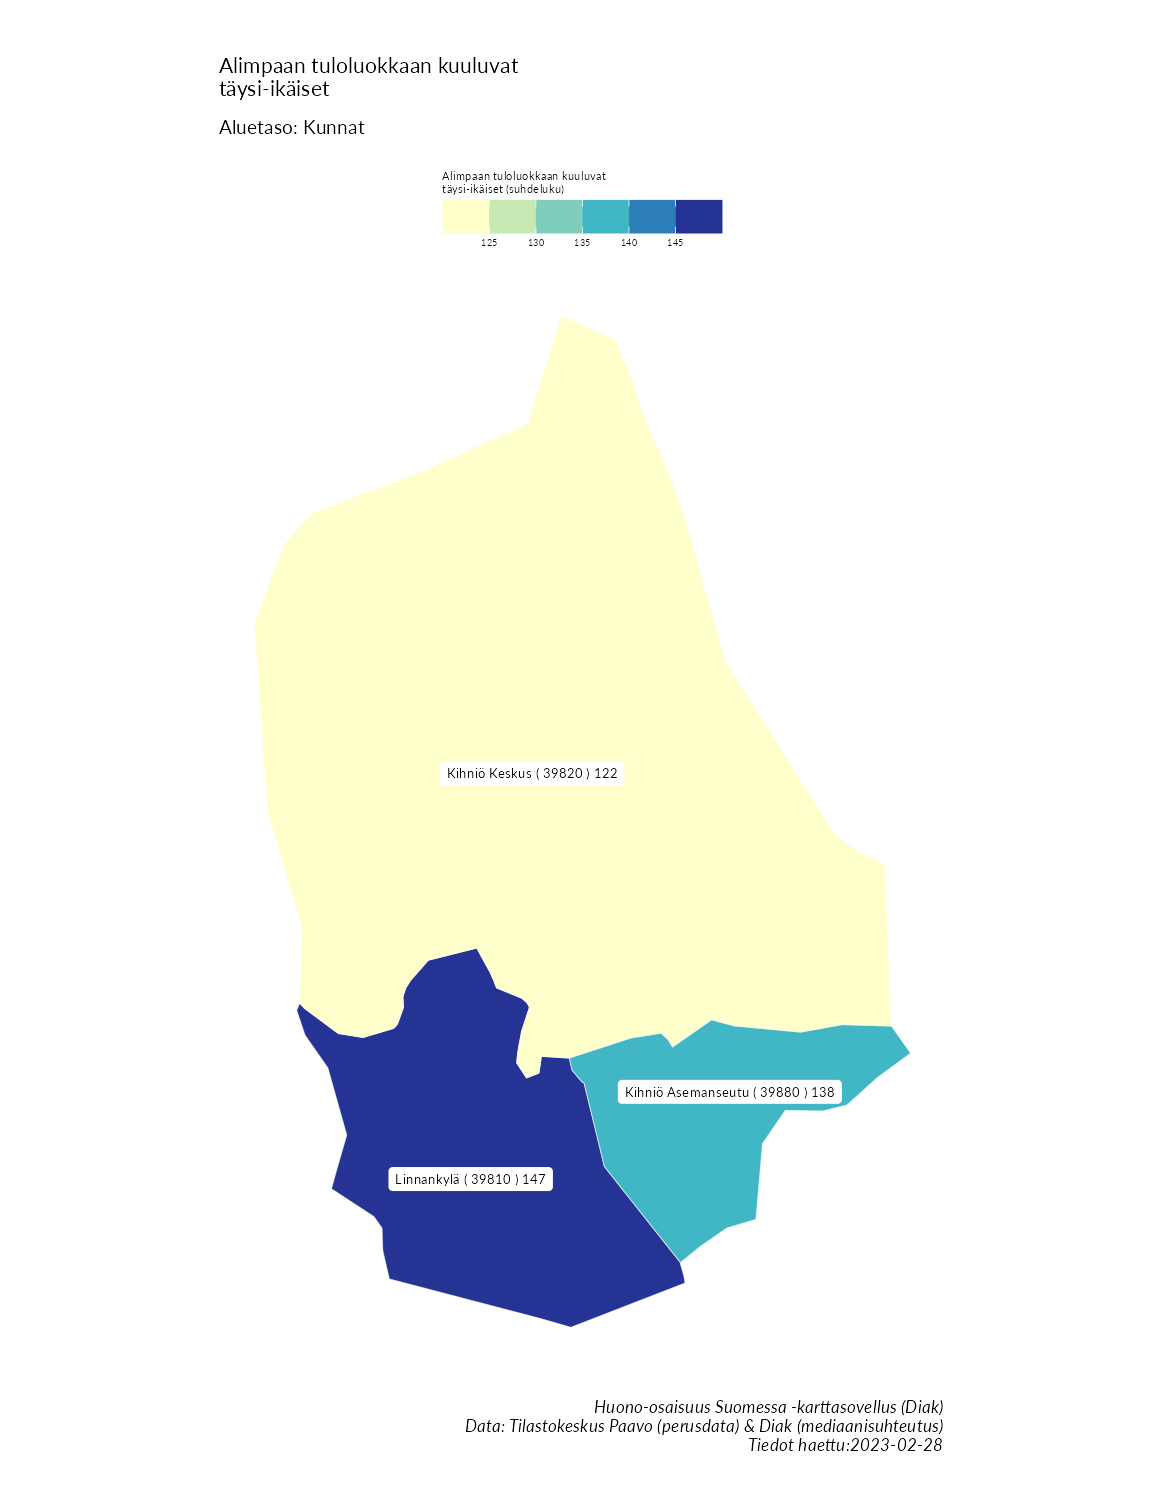 Alimpaan tuloluokkaan kuuluvat
täysi-ikäiset
Aluetaso: Kunnat
Alimpaan tuloluokkaan kuuluvat
täysi-ikäiset (suhdeluku)
125 130 135 140 145
Kihniö Keskus ( 39820 ) 122
Kihniö Asemanseutu ( 39880 ) 138
Linnankylä ( 39810 ) 147
Huono-osaisuus Suomessa -karttasovellus (Diak)
Data: Tilastokeskus Paavo (perusdata) & Diak (mediaanisuhteutus)
Tiedot haettu:2023-02-28